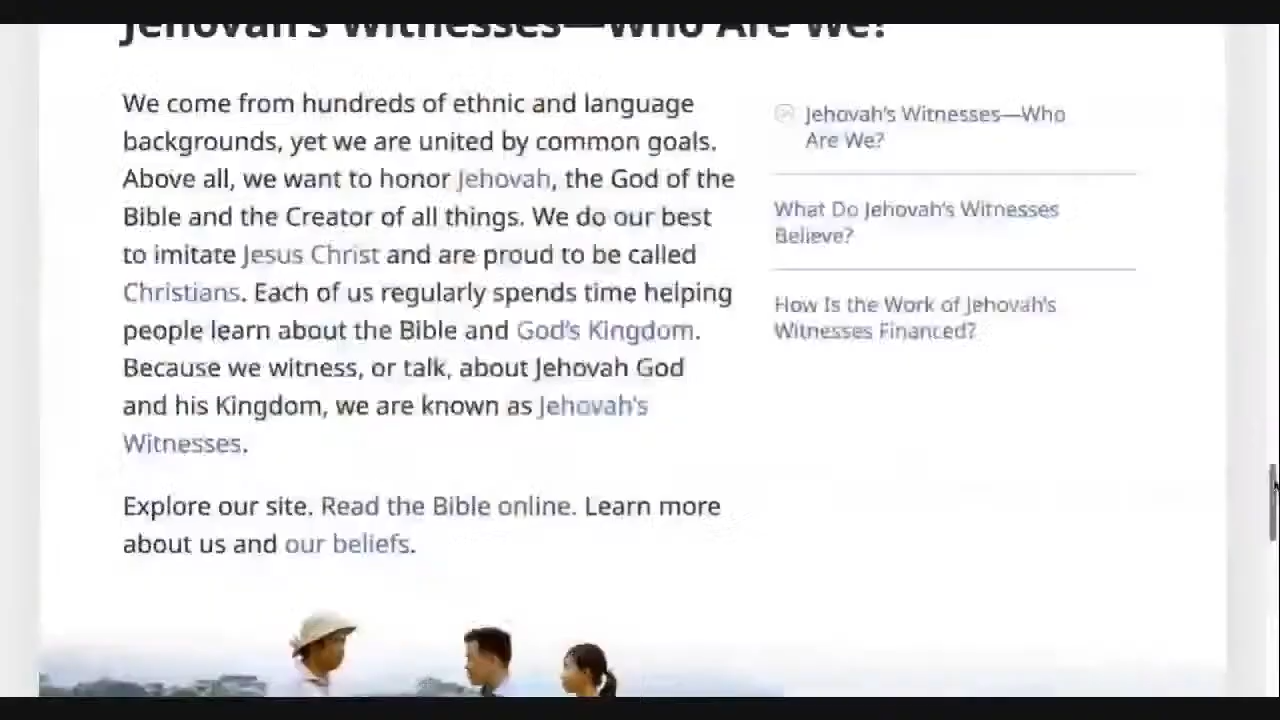 Jehovah's Witnesses—Who Are We?
We come from hundreds of ethnic and language
backgrounds, yet we are united by common goals.
Above all, we want to honor Jehovah, the God of the
Bible and the Creator of all things. We do our best
to imitate Jesus Christ and are proud to be called
Christians. Each of us regularly spends time helping
people learn about the Bible and God's Kingdom.
Because we witness, or talk, about Jehovah God
and his Kingdom, we are known as Jehovah's
Witnesses.
Explore our site. Read the Bible online. Learn more
about us and our beliefs.
Jehovah's Witnesses—Who
Are We?
What Do Jehovah's Witnesses
Believe?
How Is the Work of Jehovah's
Witnesses Financed?